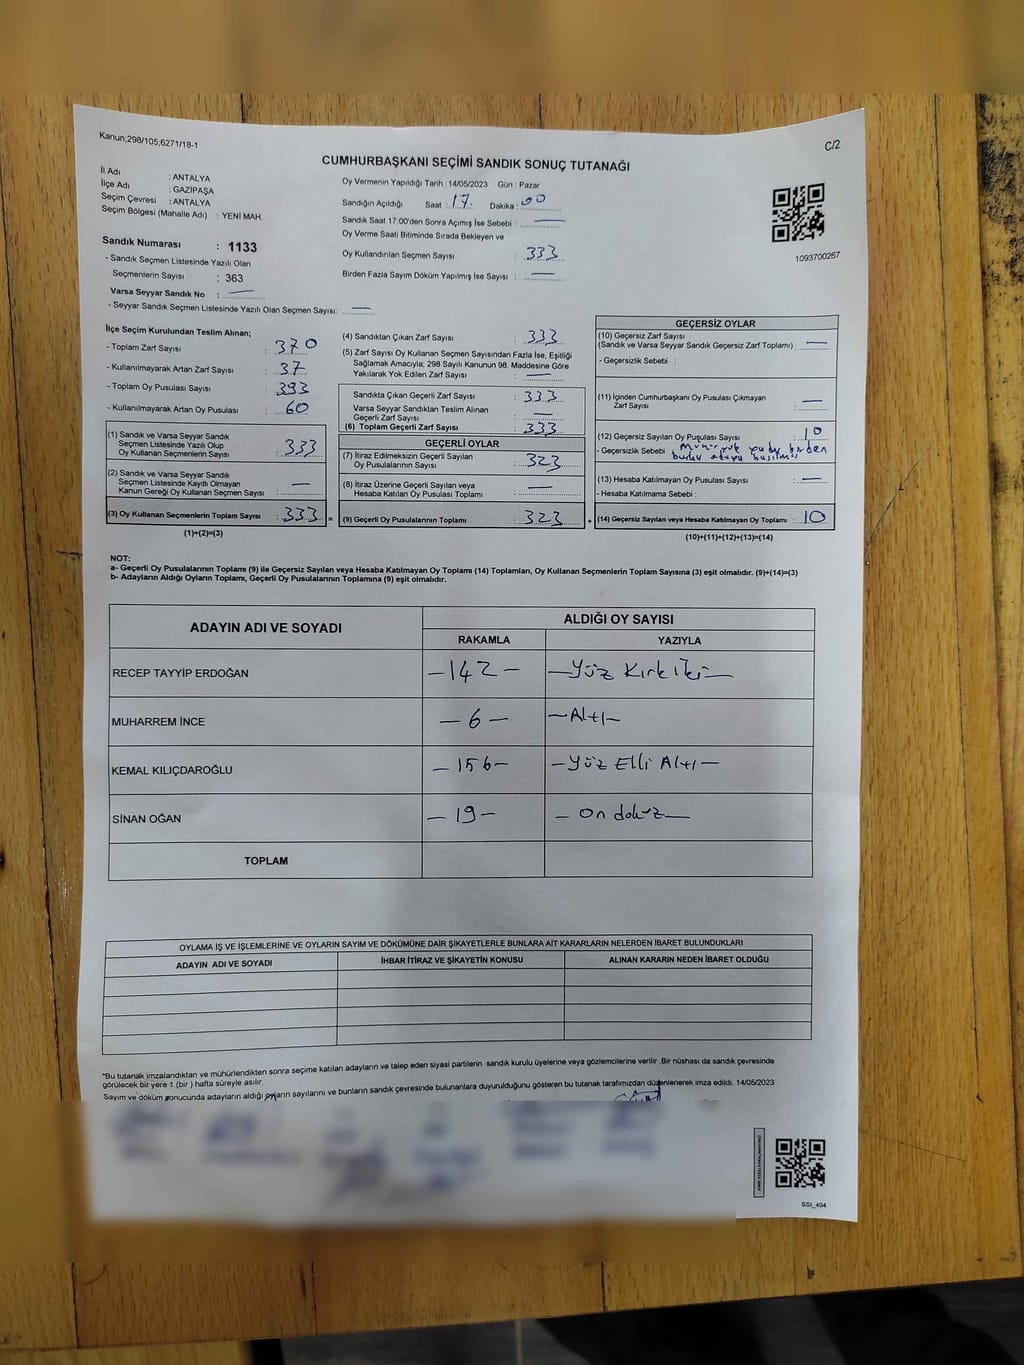 Kanun;298/105,6271/18-1
C/2
CUMHURBAŞKANI SEÇİMİ SANDIK SONUÇ TUTANAĞI
İl Adı : ANTALYA
İlçe Adı : GAZİPAŞA
Seçim Çevresi : ANTALYA
Seçim Bölgesi (Mahalle Adı) : YENİ MAH.
Sandık Numarası : 1133
- Sandık Seçmen Listesinde Yazılı Olan
Seçmenlerin Sayısı : 363
Varsa Seyyar Sandık No : —
- Seyyar Sandık Seçmen Listesinde Yazılı Olan Seçmen Sayısı: —
Oy Vermenin Yapıldığı Tarih : 14/05/2023 Gün : Pazar
Sandığın Açıldığı Saat : 17. Dakika : 00
Sandık Saat 17:00'den Sonra Açımış İse Sebebi : —
Oy Verme Saati Bitiminde Sırada Bekleyen ve
Oy Kullandırılan Seçmen Sayısı : 333
Birden Fazla Sayım Döküm Yapılmış İse Sayısı : —
1093700267
İlçe Seçim Kurulundan Teslim Alınan;
- Toplam Zarf Sayısı : 370
- Kullanılmayarak Artan Zarf Sayısı : 37
- Toplam Oy Pusulası Sayısı : 393
- Kullanılmayarak Artan Oy Pusulası : 60
(1) Sandık ve Varsa Seyyar Sandık
Seçmen Listesinde Yazılı Olup
Oy Kullanan Seçmenlerin Sayısı : 333
(2) Sandık ve Varsa Seyyar Sandık
Seçmen Listesinde Kayıtlı Olmayan
Kanun Gereği Oy Kullanan Seçmen Sayısı : —
(3) Oy Kullanan Seçmenlerin Toplam Sayısı : 333 =
(1)+(2)=(3)
(4) Sandıktan Çıkan Zarf Sayısı : 333
(5) Zarf Sayısı Oy Kullanan Seçmen Sayısından Fazla İse, Eşitliği
Sağlamak Amacıyla; 298 Sayılı Kanunun 98. Maddesine Göre
Yakılarak Yok Edilen Zarf Sayısı : —
Sandıkta Çıkan Geçerli Zarf Sayısı : 333
Varsa Seyyar Sandıktan Teslim Alınan
Geçerli Zarf Sayısı : —
(6) Toplam Geçerli Zarf Sayısı : 333
GEÇERLİ OYLAR
(7) İtiraz Edilmeksizin Geçerli Sayılan
Oy Pusulalarının Sayısı : 323
(8) İtiraz Üzerine Geçerli Sayılan veya
Hesaba Katılan Oy Pusulası Toplamı : —
(9) Geçerli Oy Pusulalarının Toplamı : 323 +
GEÇERSİZ OYLAR
(10) Geçersiz Zarf Sayısı
(Sandık ve Varsa Seyyar Sandık Geçersiz Zarf Toplamı) : —
- Geçersizlik Sebebi :
(11) İçinden Cumhurbaşkanı Oy Pusulası Çıkmayan
Zarf Sayısı : —
(12) Geçersiz Sayılan Oy Pusulası Sayısı : 10
- Geçersizlik Sebebi birden
(13) Hesaba Katılmayan Oy Pusulası Sayısı : —
- Hesaba Katılmama Sebebi :
(14) Geçersiz Sayılan veya Hesaba Katılmayan Oy Toplamı : 10
(10)+(11)+(12)+(13)=(14)
NOT:
a- Geçerli Oy Pusulalarının Toplamı (9) ile Geçersiz Sayılan veya Hesaba Katılmayan Oy Toplamı (14) Toplamları, Oy Kullanan Seçmenlerin Toplam Sayısına (3) eşit olmalıdır. (9)+(14)=(3)
b- Adayların Aldığı Oyların Toplamı, Geçerli Oy Pusulalarının Toplamına (9) eşit olmalıdır.
ADAYIN ADI VE SOYADI
ALDIĞI OY SAYISI
RAKAMLA YAZIYLA
RECEP TAYYİP ERDOĞAN —142— —Yüz Kırk iki—
MUHARREM İNCE —6— —Altı—
KEMAL KILIÇDAROĞLU —156— —Yüz Elli Altı—
SİNAN OĞAN —19— —On dokuz—
TOPLAM
OYLAMA İŞ VE İŞLEMLERİNE VE OYLARIN SAYIM VE DÖKÜMÜNE DAİR ŞİKAYETLERLE BUNLARA AİT KARARLARIN NELERDEN İBARET BULUNDUKLARI
ADAYIN ADI VE SOYADI İHBAR İTİRAZ VE ŞİKAYETİN KONUSU ALINAN KARARIN NEDEN İBARET OLDUĞU
*Bu tutanak imzalandıktan ve mühürlendikten sonra seçime katılan adayların ve talep eden siyasi partilerin sandık kurulu üyelerine veya gözlemcilerine verilir .Bir nüshası da sandık çevresinde
görülecek bir yere 1 (bir ) hafta süreyle asılır.
Sayım ve döküm sonucunda adayların aldığı oyların sayılarını ve bunların sandık çevresinde bulunanlara duyurulduğunu gösteren bu tutanak tarafımızdan düzenlenerek imza edildi. 14/05/2023
SSI_404